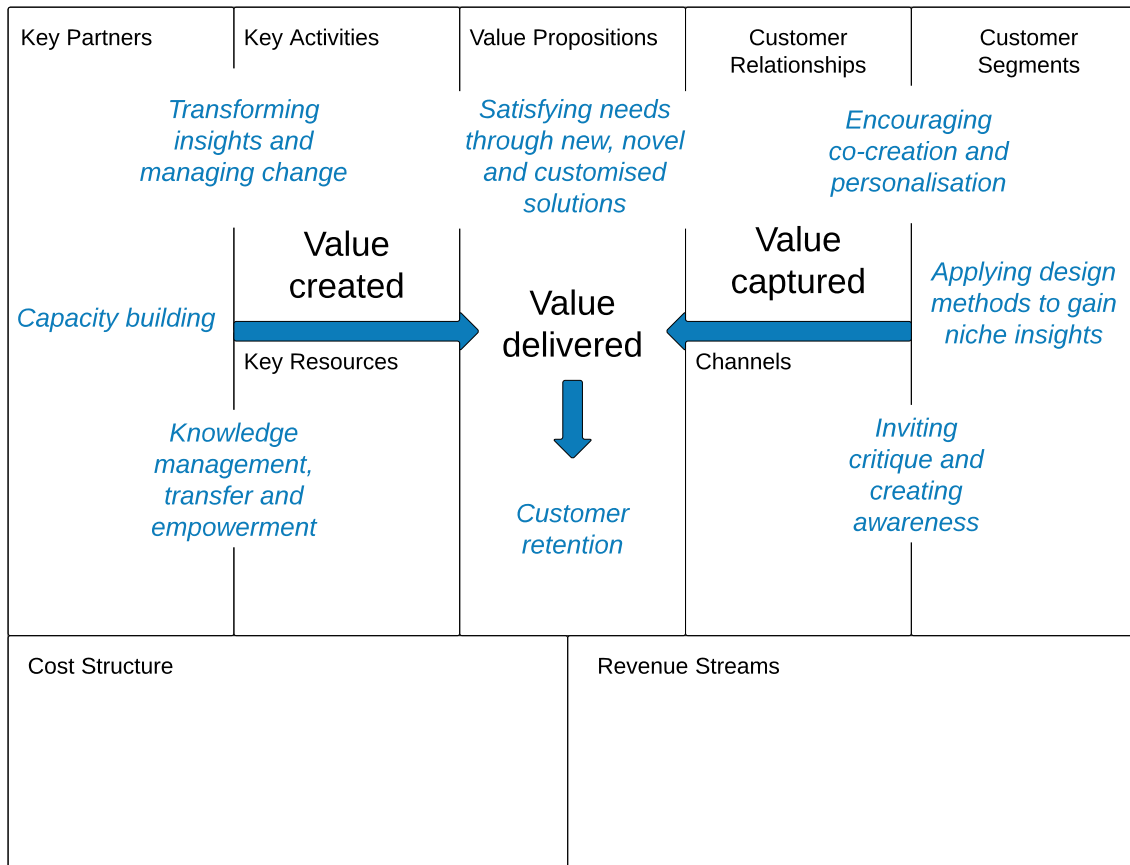 Key Partners
Key Activities
Value Propositions
Customer
Relationships
Customer
Segments
Transforming
insights and
managing change
Satisfying needs
through new, novel
and customised
solutions
Encouraging
co-creation and
personalisation
Value
created
Value
captured
Capacity building
Value
delivered
Applying design
methods to gain
niche insights
Key Resources
Channels
Knowledge
management,
transfer and
empowerment
Customer
retention
Inviting
critique and
creating
awareness
Cost Structure
Revenue Streams